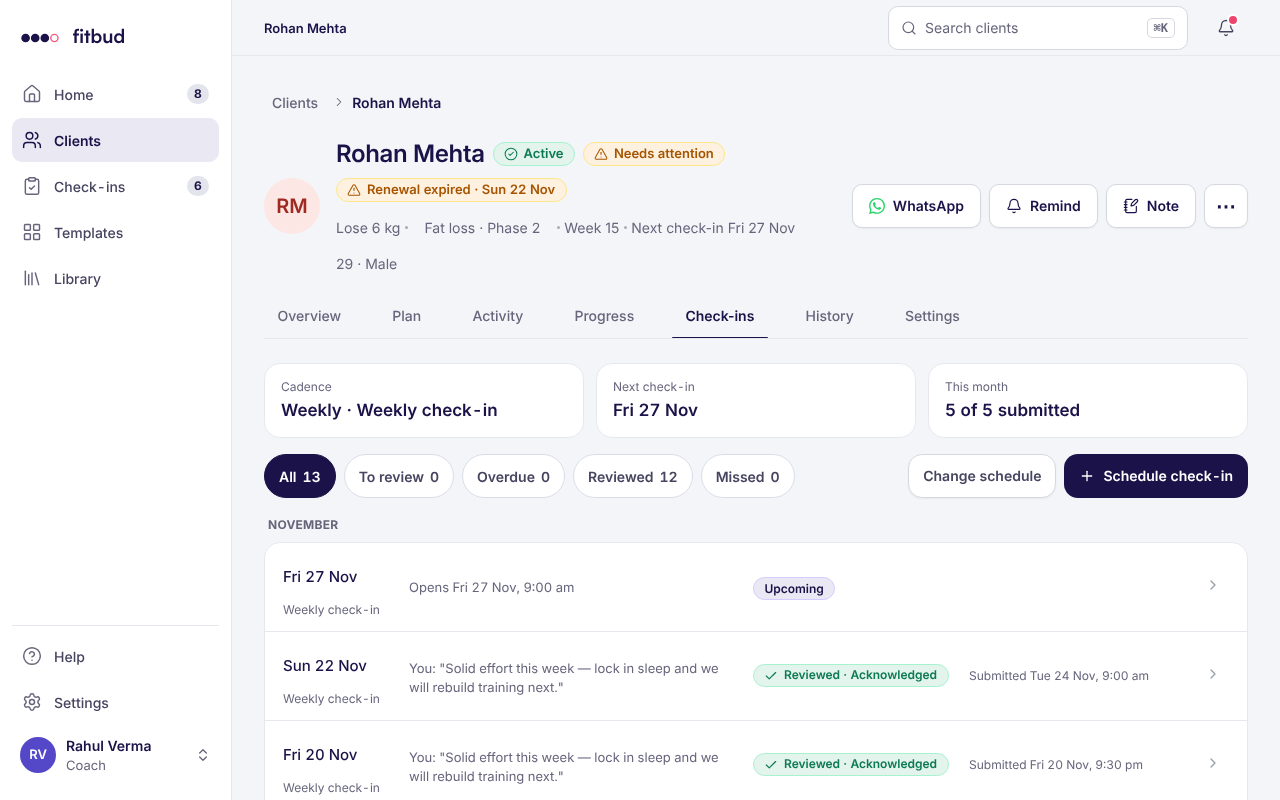 fitbud
Home 8
Clients
Check-ins 6
Templates
Library
Help
Settings
RV
Rahul Verma
Coach
Rohan Mehta
Search clients
⌘K
Clients > Rohan Mehta
RM
Rohan Mehta
Active
Needs attention
Renewal expired · Sun 22 Nov
Lose 6 kg · Fat loss · Phase 2 · Week 15 · Next check-in Fri 27 Nov
29 · Male
WhatsApp
Remind
Note
Overview
Plan
Activity
Progress
Check-ins
History
Settings
Cadence
Weekly · Weekly check-in
Next check-in
Fri 27 Nov
This month
5 of 5 submitted
All 13
To review 0
Overdue 0
Reviewed 12
Missed 0
Change schedule
+ Schedule check-in
NOVEMBER
Fri 27 Nov
Weekly check-in
Opens Fri 27 Nov, 9:00 am
Upcoming
Sun 22 Nov
Weekly check-in
You: "Solid effort this week — lock in sleep and we
will rebuild training next."
Reviewed · Acknowledged
Submitted Tue 24 Nov, 9:00 am
Fri 20 Nov
Weekly check-in
You: "Solid effort this week — lock in sleep and we
will rebuild training next."
Reviewed · Acknowledged
Submitted Fri 20 Nov, 9:30 pm